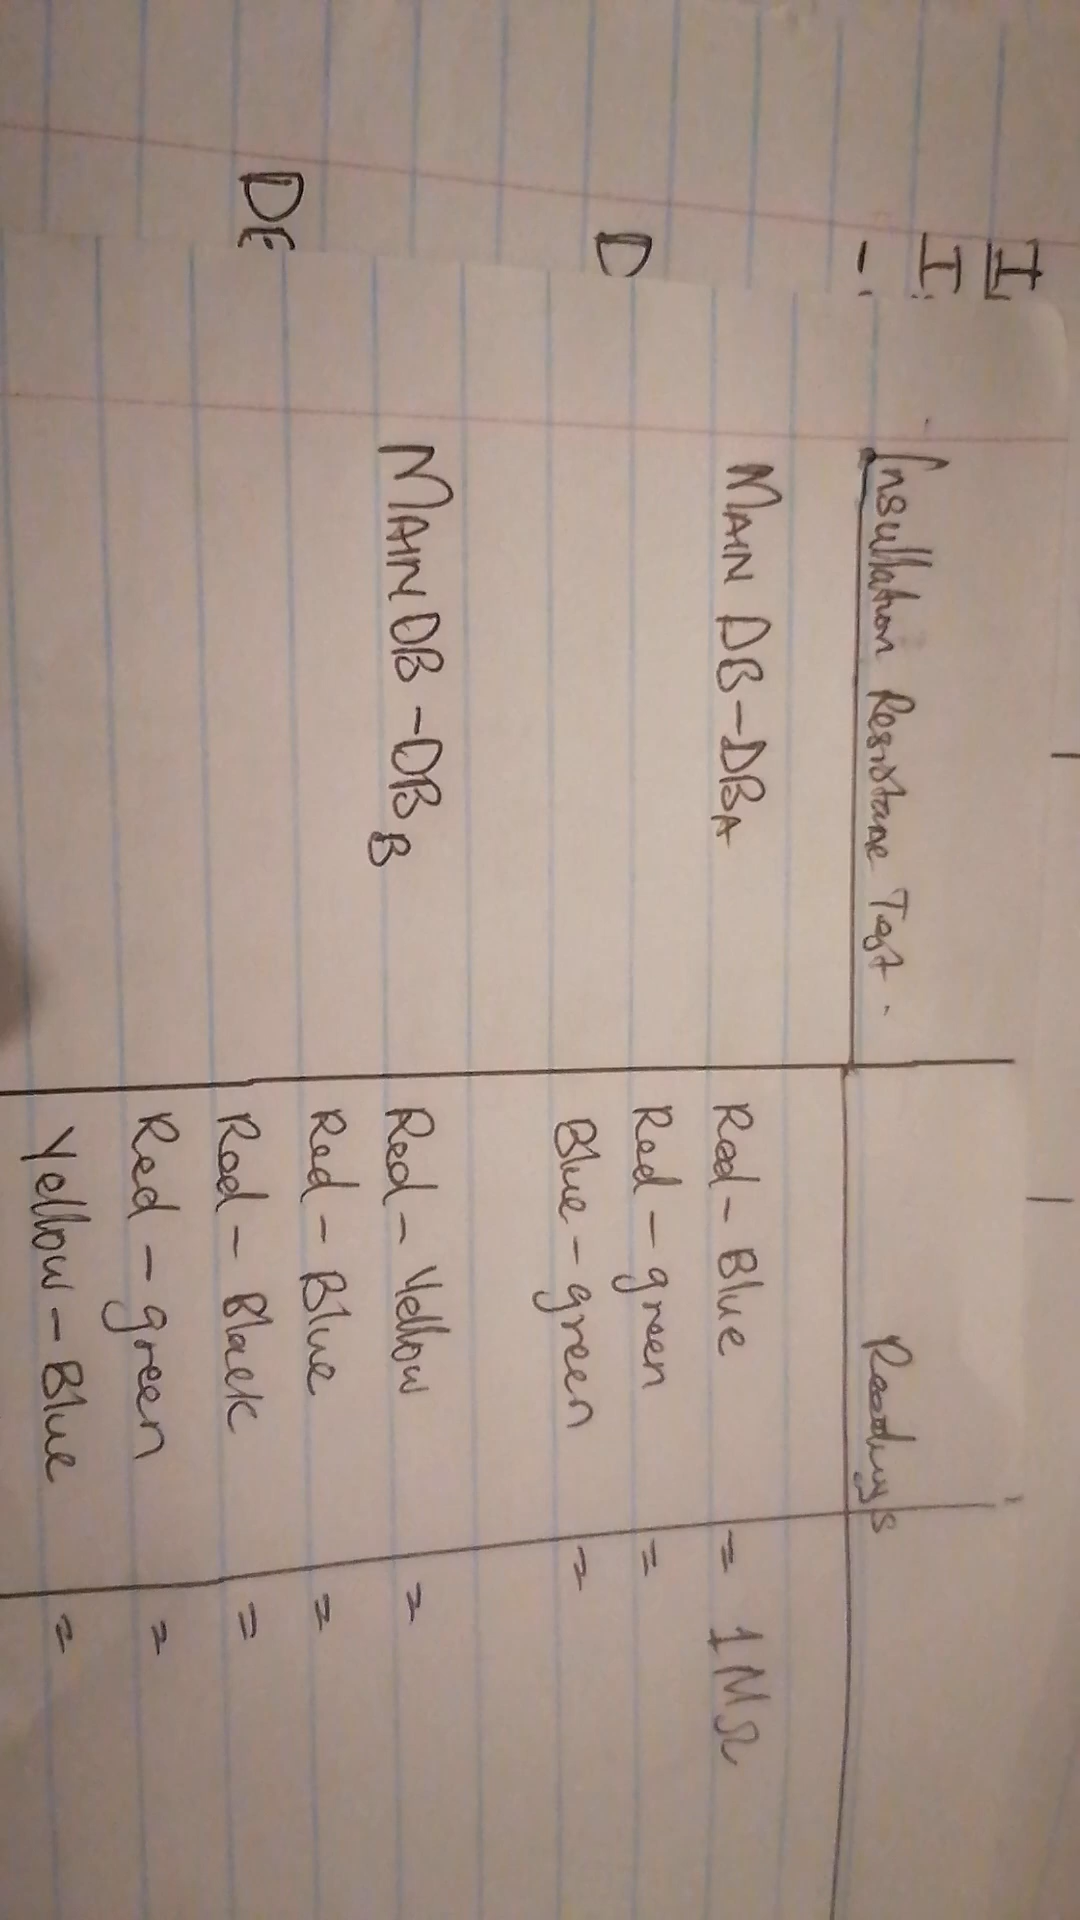 Insullation Resistance Test. Readings
MAIN DB-DBA Red-Blue = 1MΩ
Red-green =
Blue-green =
MAIN DB-DBB Red-Yellow =
Red-Blue =
Red-Black =
Red-green =
Yellow-Blue =